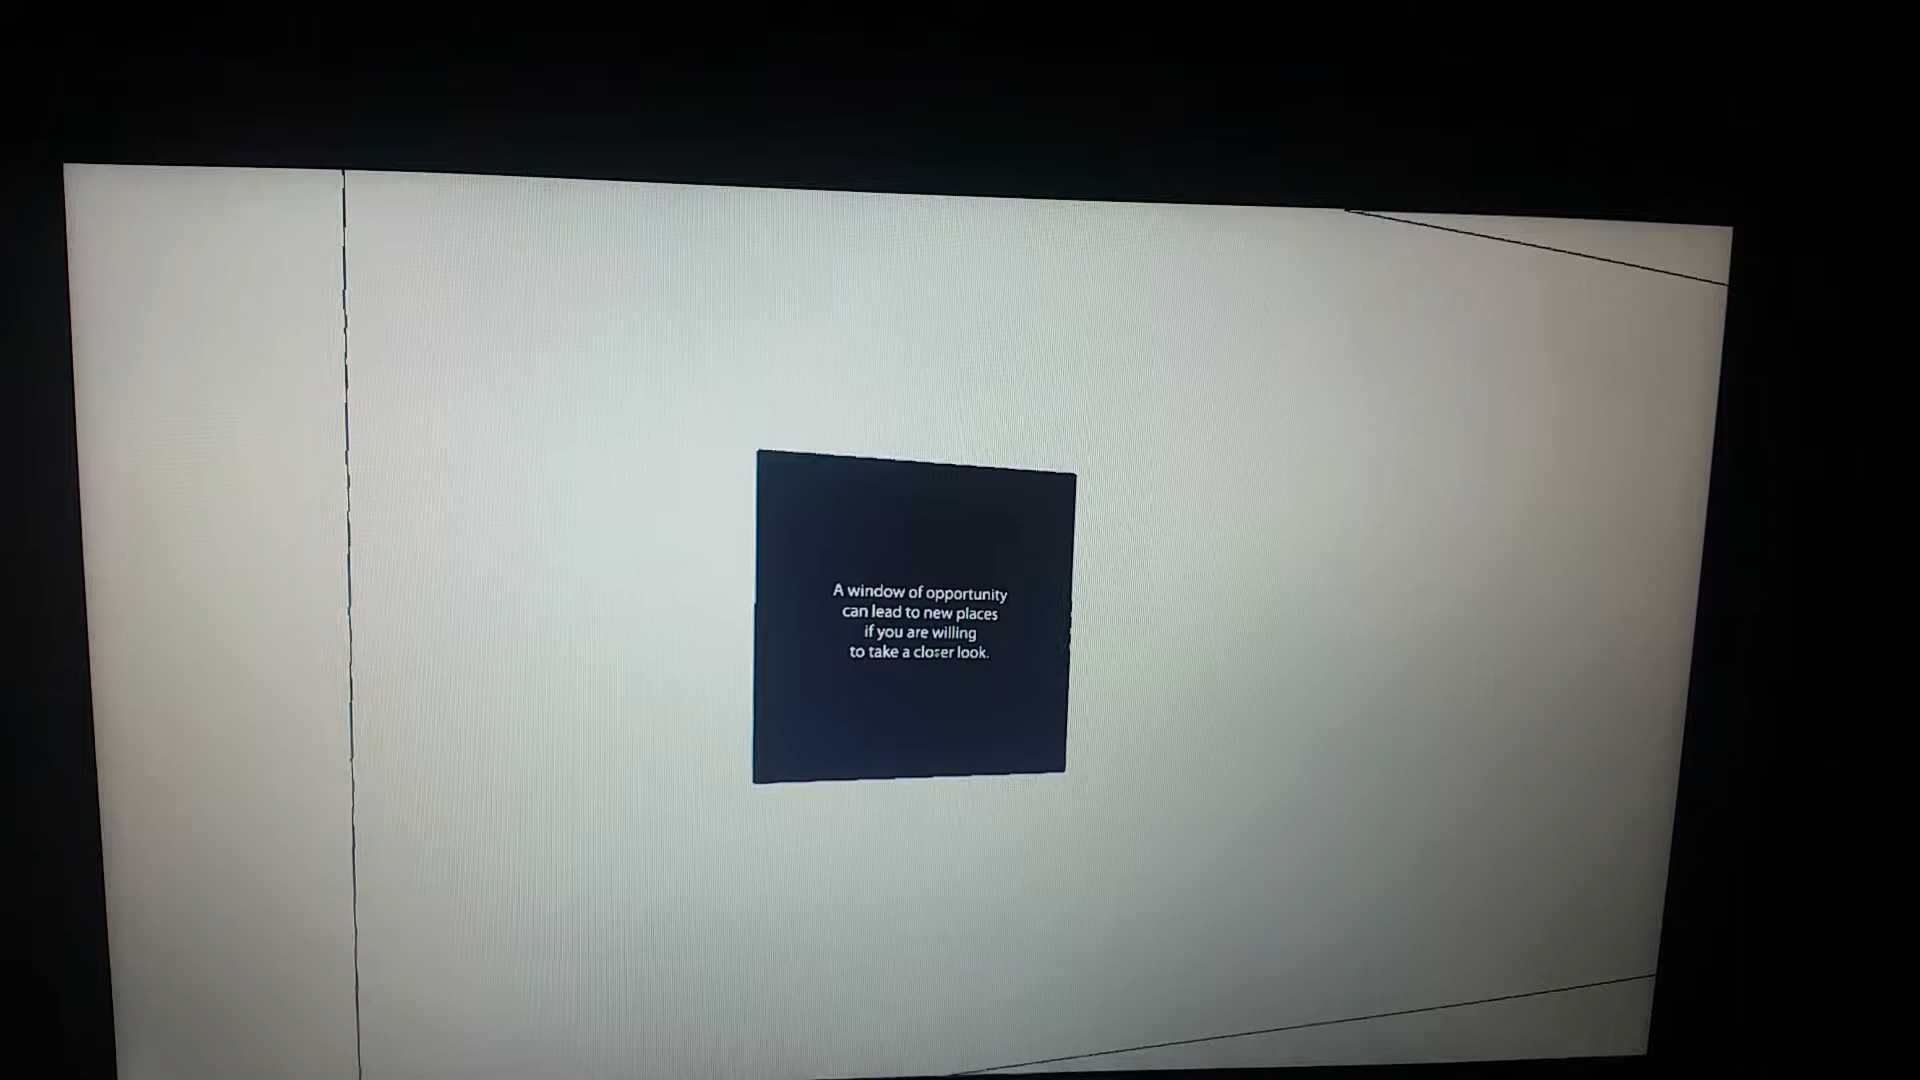 A window of opportunity
can lead to new places
if you are willing
to take a closer look.